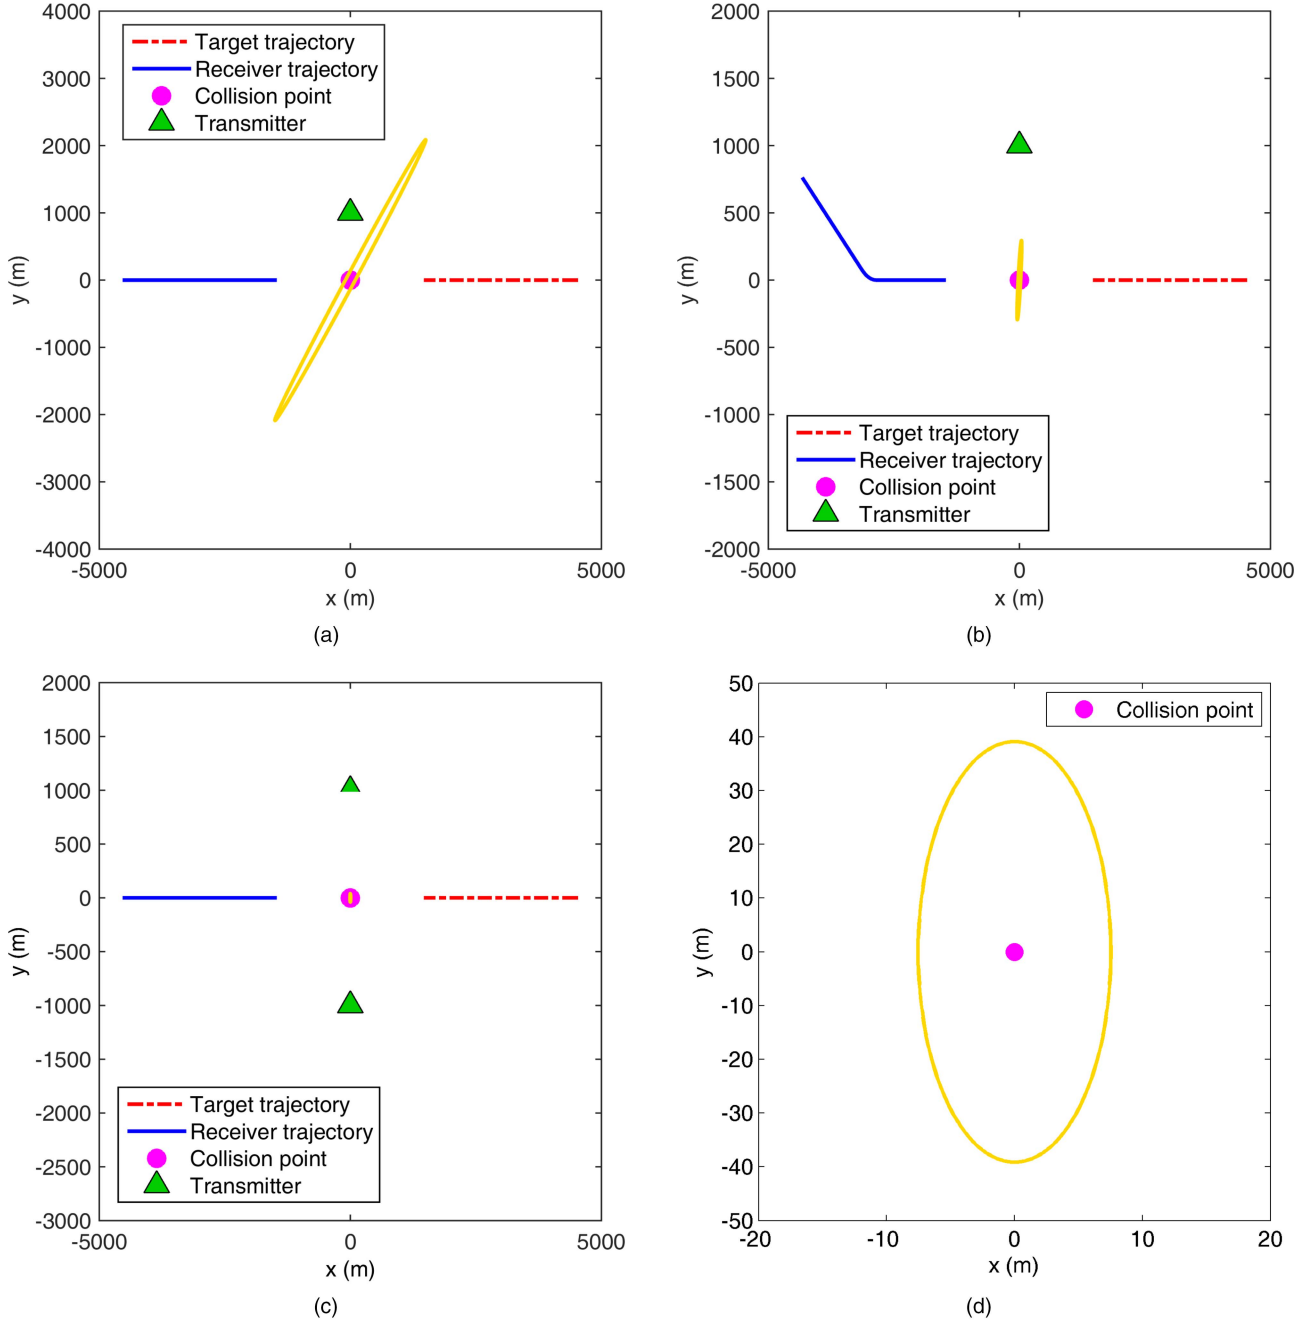 4000
3000
2000
1000
0
-1000
-2000
-3000
-4000
y (m)
-5000 0 5000
x (m)
Target trajectory
Receiver trajectory
Collision point
Transmitter
(a)
2000
1500
1000
500
0
-500
-1000
-1500
-2000
y (m)
-5000 0 5000
x (m)
Target trajectory
Receiver trajectory
Collision point
Transmitter
(b)
2000
1500
1000
500
0
-500
-1000
-1500
-2000
-2500
-3000
y (m)
-5000 0 5000
x (m)
Target trajectory
Receiver trajectory
Collision point
Transmitter
(c)
50
40
30
20
10
0
-10
-20
-30
-40
-50
y (m)
-20 -10 0 10 20
x (m)
Collision point
(d)